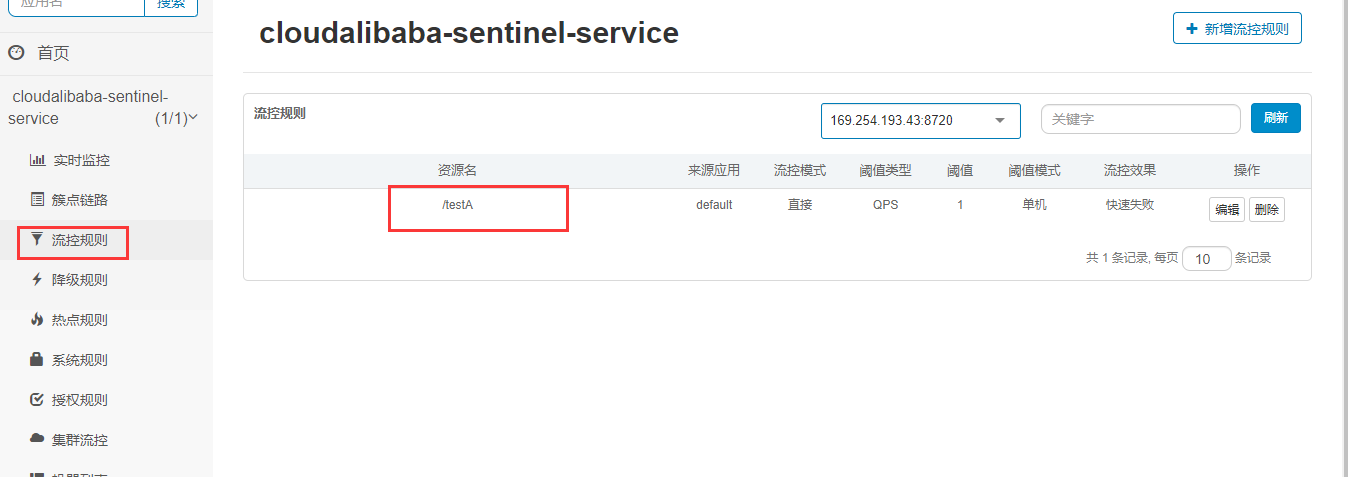 应用名 搜索
首页
cloudalibaba-sentinel-
service (1/1)
实时监控
簇点链路
流控规则
降级规则
热点规则
系统规则
授权规则
集群流控
机器列表
cloudalibaba-sentinel-service
新增流控规则
流控规则 169.254.193.43:8720 关键字 刷新
资源名 来源应用 流控模式 阈值类型 阈值 阈值模式 流控效果 操作
/testA default 直接 QPS 1 单机 快速失败 编辑 删除
共 1 条记录, 每页 10 条记录